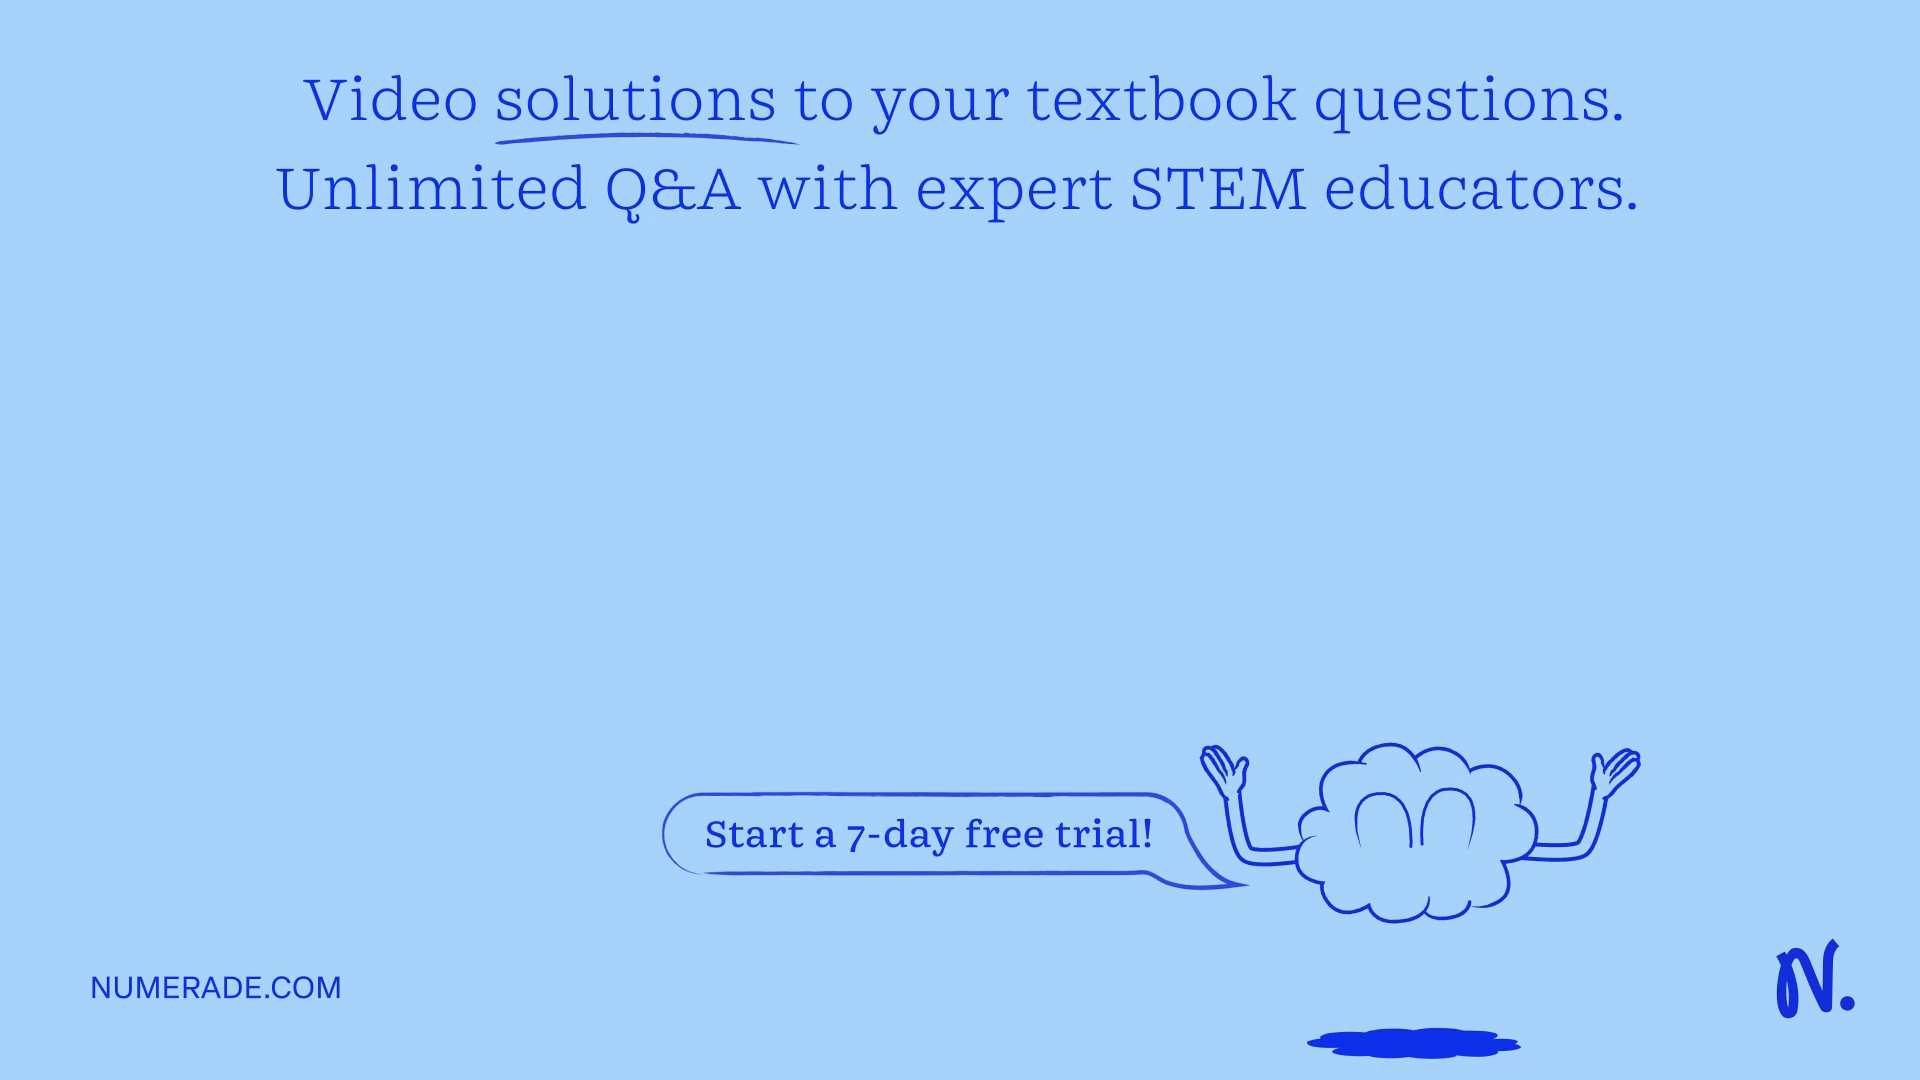 Video solutions to your textbook questions.
Unlimited Q&A with expert STEM educators.
Start a 7-day free trial!
NUMERADE.COM
N.